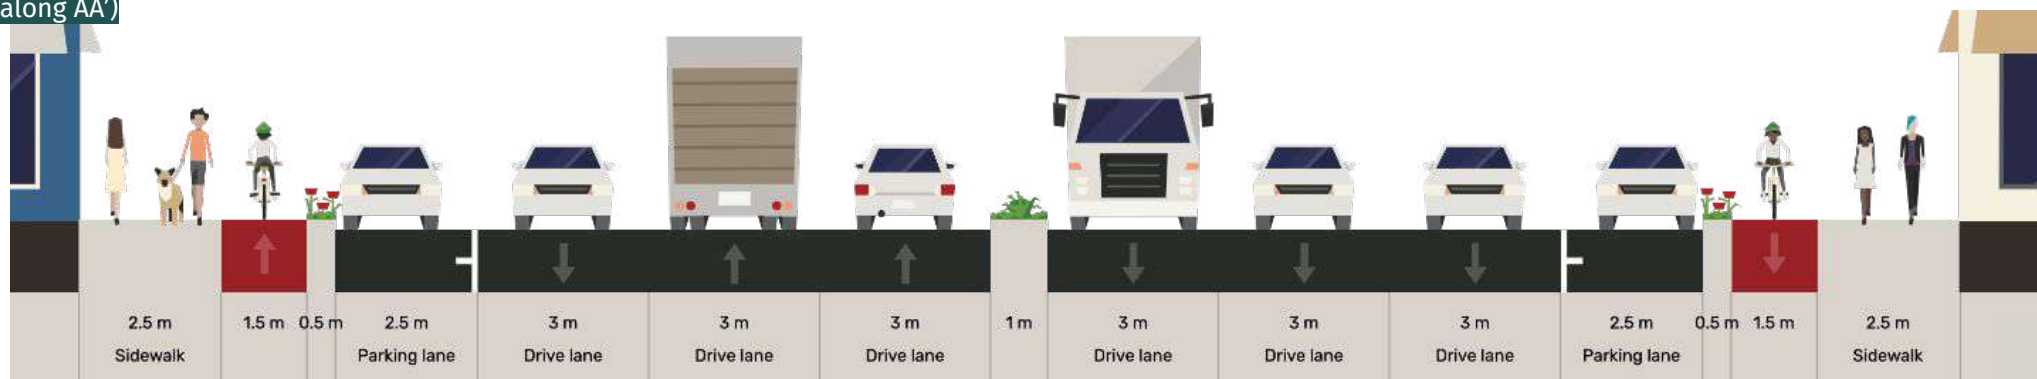 along AA’)
2.5 m 1.5 m 0.5 m 2.5 m 3 m 3 m 3 m 1 m 3 m 3 m 3 m 2.5 m 0.5 m 1.5 m 2.5 m
Sidewalk Parking lane Drive lane Drive lane Drive lane Drive lane Drive lane Drive lane Parking lane Sidewalk